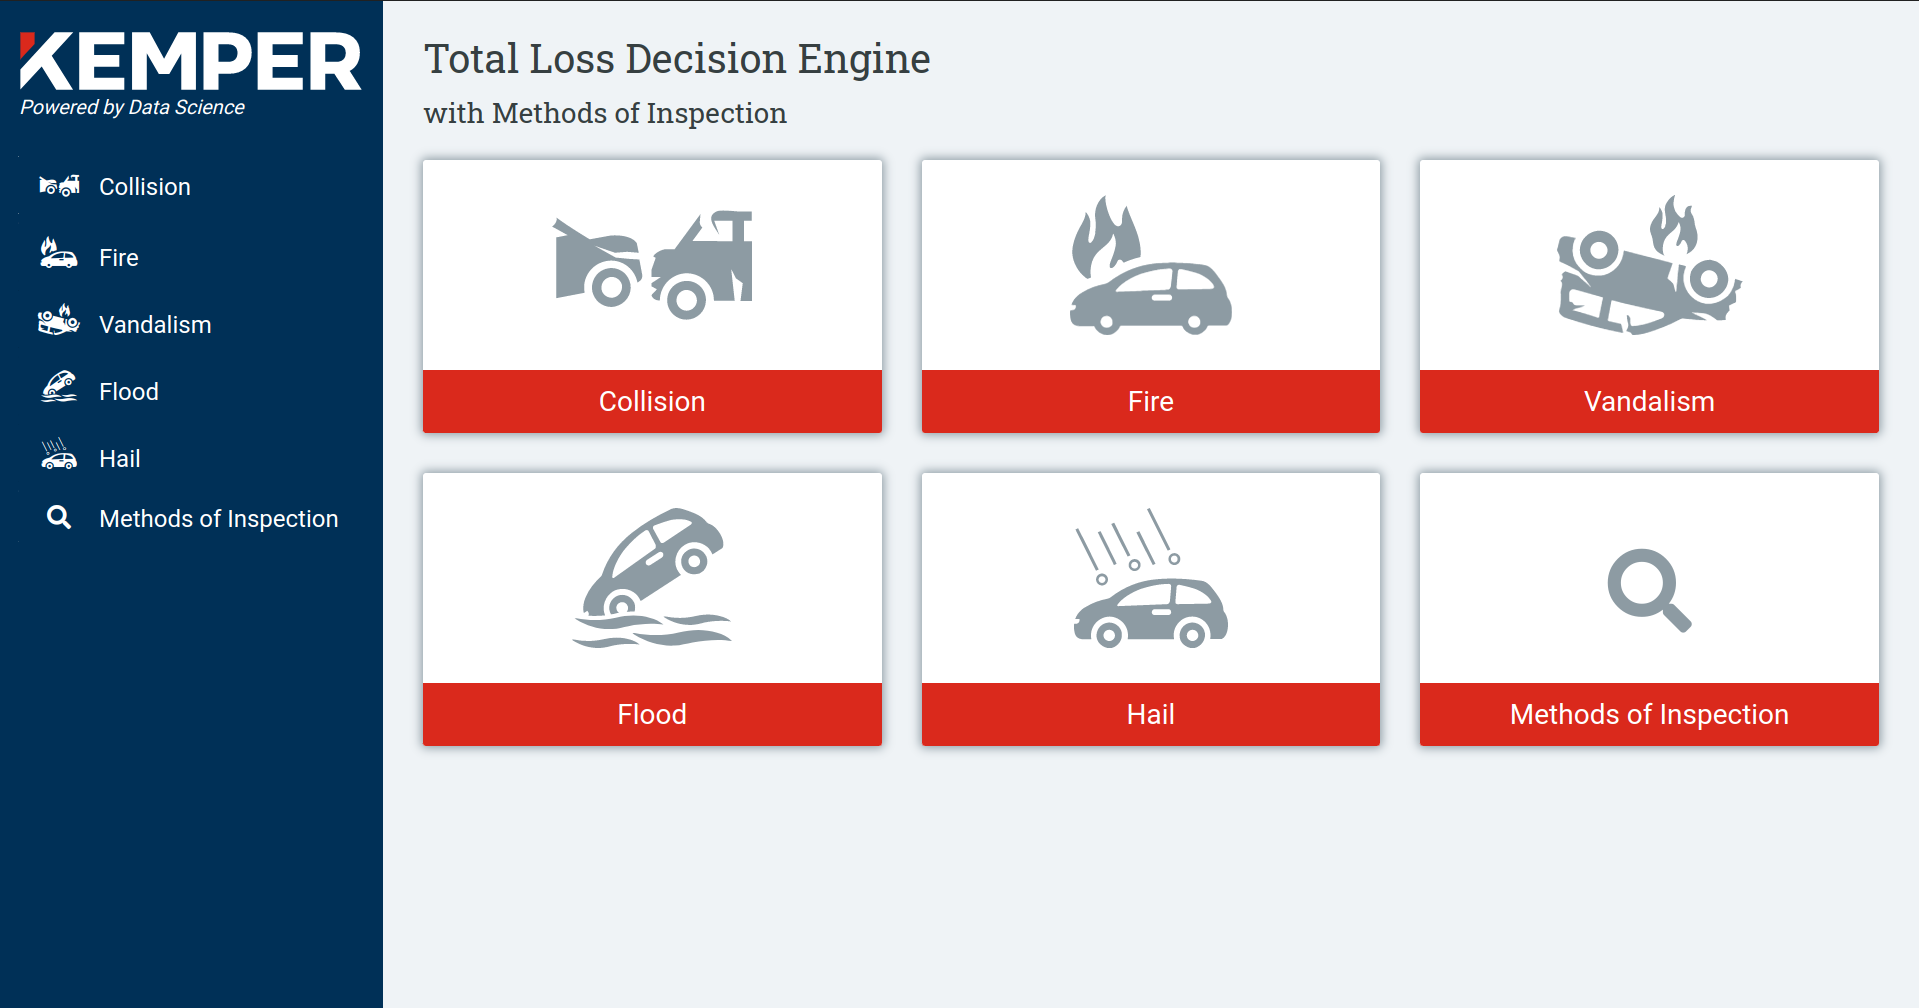 KEMPER
Powered by Data Science
Collision
Fire
Vandalism
Flood
Hail
Methods of Inspection
Total Loss Decision Engine
with Methods of Inspection
Collision
Fire
Vandalism
Flood
Hail
Methods of Inspection